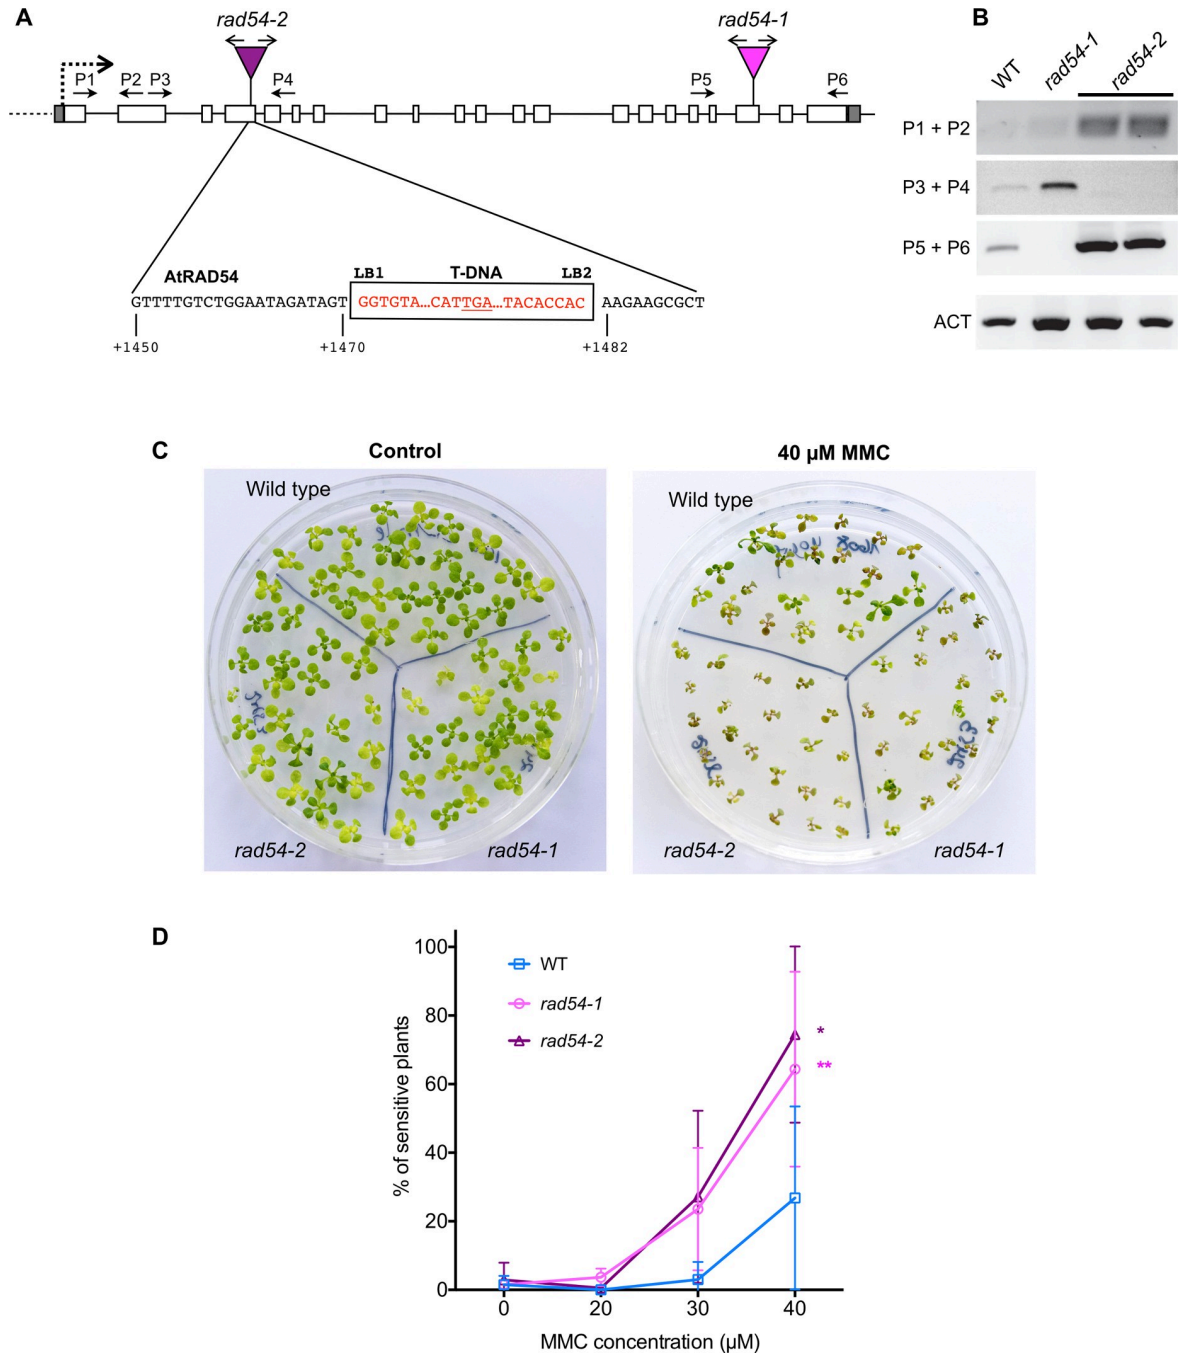 A
rad54-2
rad54-1
P1 P2 P3 P4 P5 P6
AtRAD54 LB1 T-DNA LB2
GTTTTGTCTGGAATAGATAGT GGTGTA...CATTGA...TACACCAC AAGAAGCGCT
+1450 +1470 +1482
B
WT rad54-1 rad54-2
P1 + P2
P3 + P4
P5 + P6
ACT
C
Control
Wild type
rad54-2 rad54-1
40 µM MMC
Wild type
rad54-2 rad54-1
D
% of sensitive plants
100
80
60
40
20
0
WT
rad54-1
rad54-2
*
**
0 20 30 40
MMC concentration (µM)